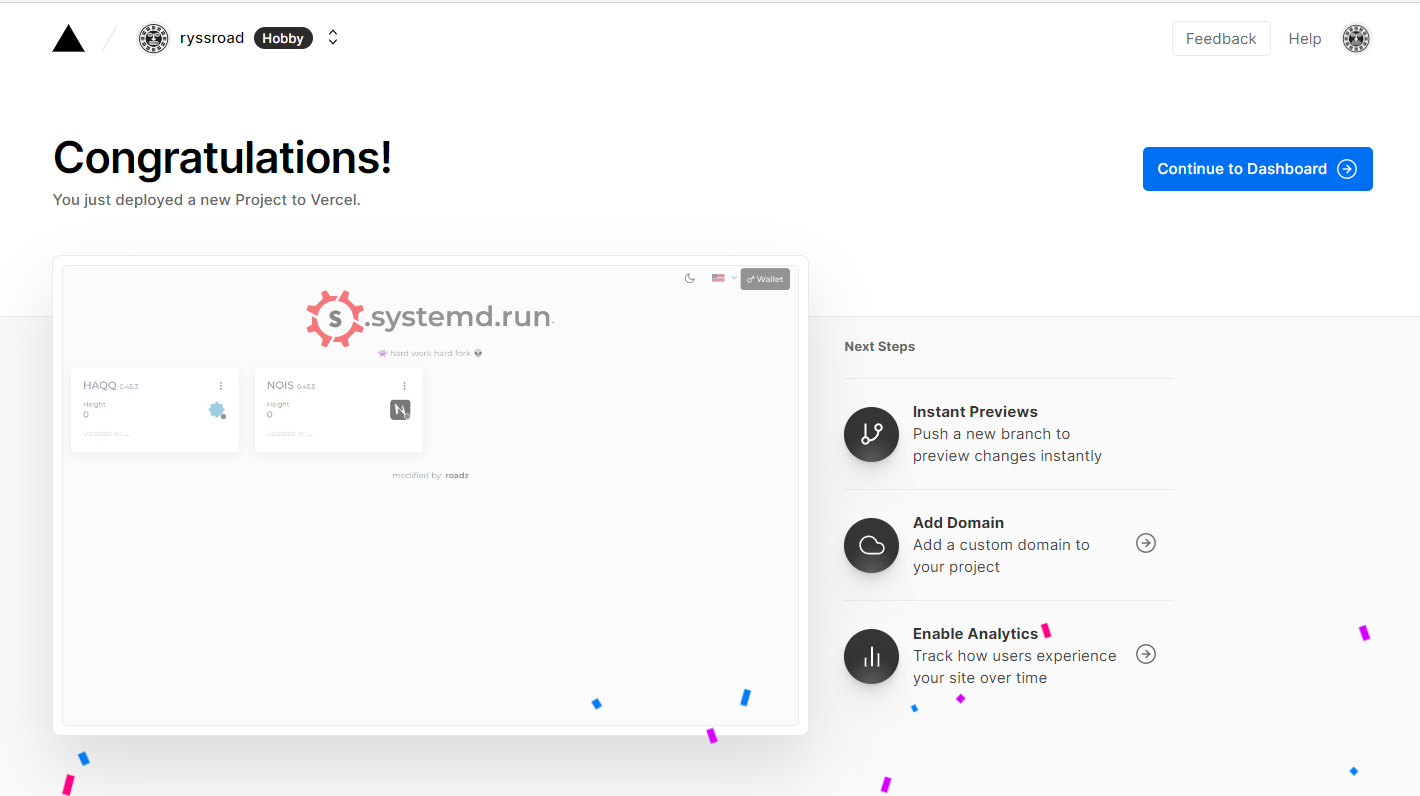 ryssroad Hobby
Feedback Help
Congratulations!
You just deployed a new Project to Vercel.
Continue to Dashboard
Wallet
s .systemd.run
hard work hard fork
HAQQ 0.45.3
Height
0
Updated on ...
NOIS 0.45.5
Height
0
Updated on ...
modified by roadz
Next Steps
Instant Previews
Push a new branch to
preview changes instantly
Add Domain
Add a custom domain to
your project
Enable Analytics
Track how users experience
your site over time